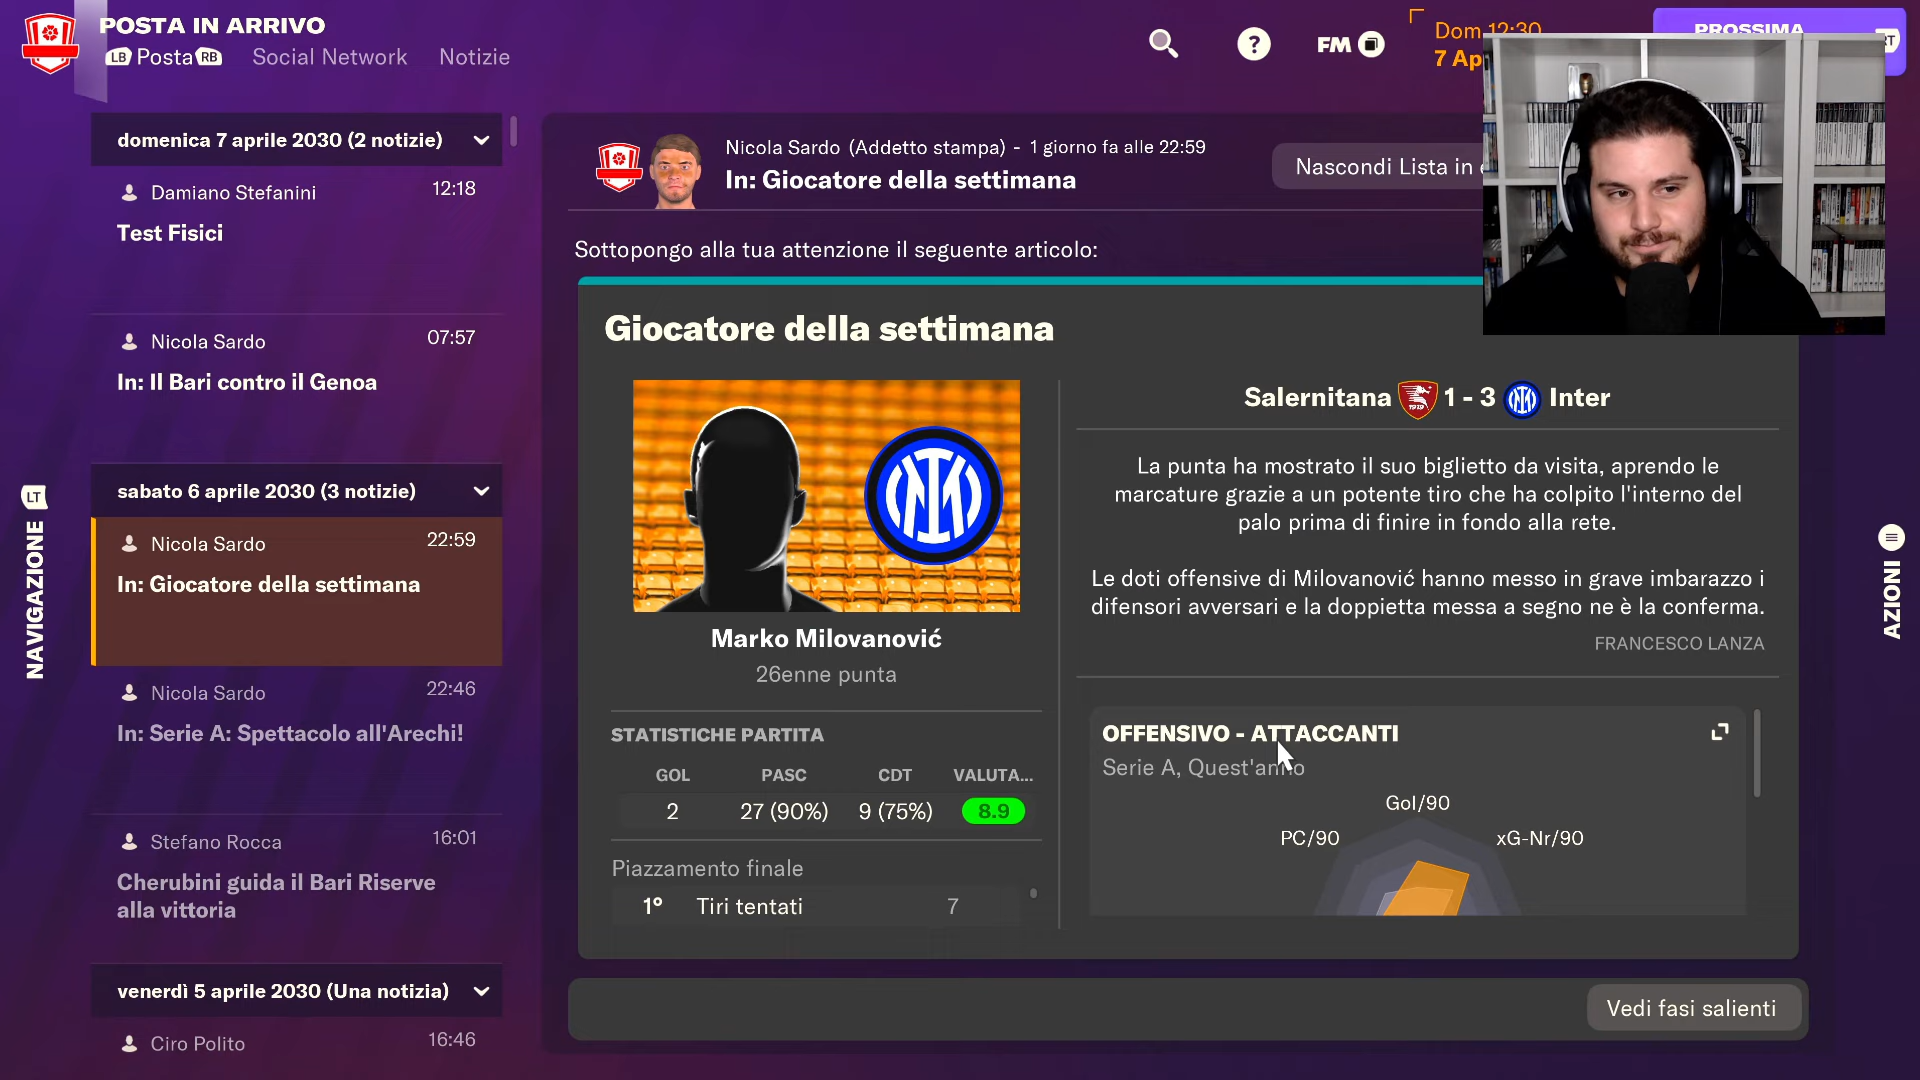 POSTA IN ARRIVO
LB Posta RB Social Network Notizie
? FM
Dom 12:30
7 Ap
PROSSIMA
domenica 7 aprile 2030 (2 notizie)
Damiano Stefanini 12:18
Test Fisici
Nicola Sardo 07:57
In: Il Bari contro il Genoa
sabato 6 aprile 2030 (3 notizie)
Nicola Sardo 22:59
In: Giocatore della settimana
Nicola Sardo 22:46
In: Serie A: Spettacolo all'Arechi!
Stefano Rocca 16:01
Cherubini guida il Bari Riserve
alla vittoria
venerdì 5 aprile 2030 (Una notizia)
Ciro Polito 16:46
LT NAVIGAZIONE
Nicola Sardo (Addetto stampa) - 1 giorno fa alle 22:59
In: Giocatore della settimana
Nascondi Lista in
Sottopongo alla tua attenzione il seguente articolo:
Giocatore della settimana
Marko Milovanović
26enne punta
STATISTICHE PARTITA
GOL PASC CDT VALUTA...
2 27 (90%) 9 (75%) 8.9
Piazzamento finale
1º Tiri tentati 7
Salernitana 1 - 3 Inter
La punta ha mostrato il suo biglietto da visita, aprendo le
marcature grazie a un potente tiro che ha colpito l'interno del
palo prima di finire in fondo alla rete.
Le doti offensive di Milovanović hanno messo in grave imbarazzo i
difensori avversari e la doppietta messa a segno ne è la conferma.
FRANCESCO LANZA
OFFENSIVO - ATTACCANTI
Serie A, Quest'anno
Gol/90
PC/90 xG-Nr/90
Vedi fasi salienti
AZIONI